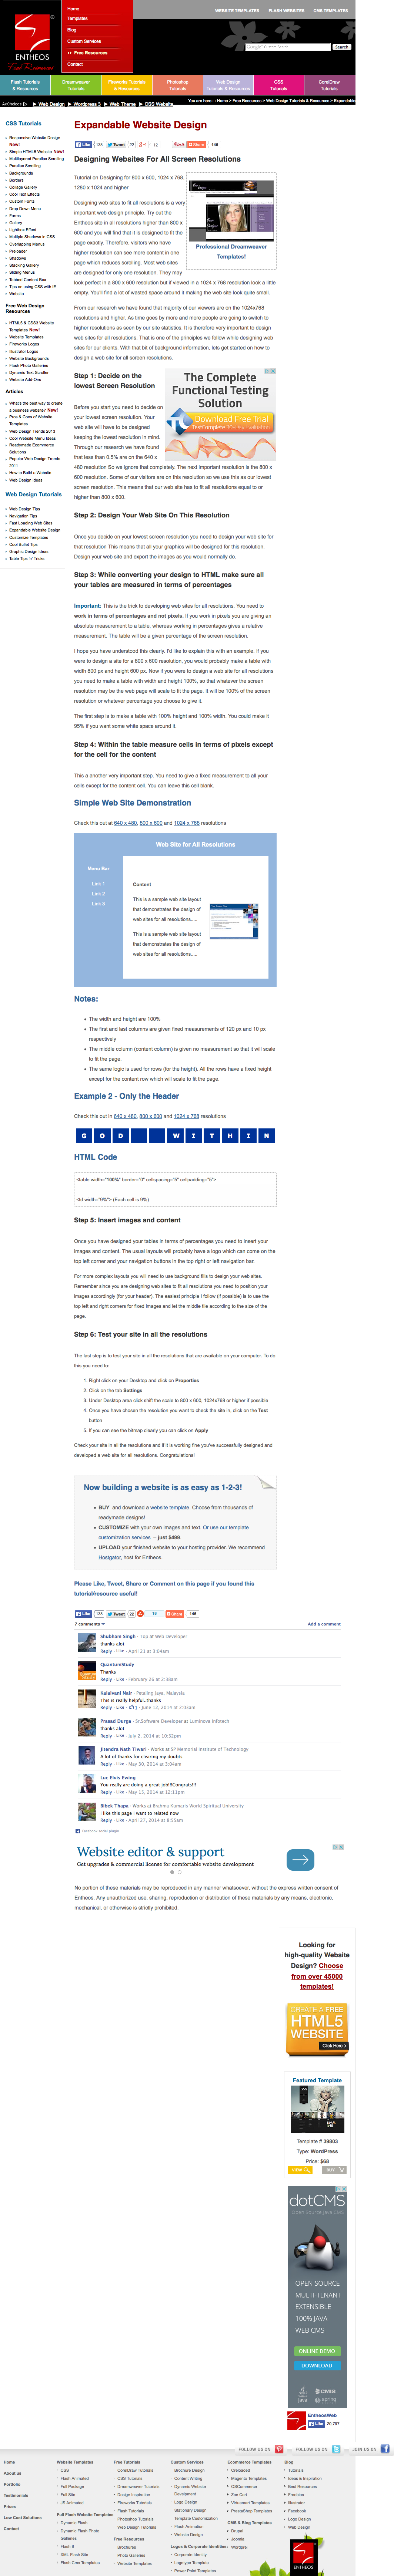 Home
Templates
Blog
Custom Services
Free Resources
Contact
ENTHEOS
WEBSITE TEMPLATES FLASH WEBSITES CMS TEMPLATES
Search
Flash Tutorials & Resources
Dreamweaver Tutorials
Fireworks Tutorials & Resources
Photoshop Tutorials
Web Design Tutorials & Resources
CSS Tutorials
CorelDraw Tutorials
AdChoices Web Design Wordpress 3 Web Theme CSS Website
You are here : Home > Free Resources > Web Design Tutorials & Resources > Expandable
CSS Tutorials
Responsive Website Design New!
Simple HTML5 Website New!
Multilayered Parallax Scrolling
Parallax Scrolling
Backgrounds
Borders
Collage Gallery
Cool Text Effects
Custom Fonts
Drop Down Menu
Forms
Gallery
Lightbox Effect
Multiple Shadows in CSS
Overlapping Menus
Preloader
Shadows
Stacking Gallery
Sliding Menus
Tabbed Content Box
Tips on using CSS with IE
Website
Free Web Design Resources
HTML5 & CSS3 Website Templates New!
Website Templates
Fireworks Logos
Illustrator Logos
Website Backgrounds
Flash Photo Galleries
Dynamic Text Scroller
Website Add-Ons
Articles
What's the best way to create a business website? New!
Pros & Cons of Website Templates
Web Design Trends 2013
Cool Website Menu Ideas
Readymade Ecommerce Solutions
Popular Web Design Trends 2011
How to Build a Website
Web Design Ideas
Web Design Tutorials
Web Design Tips
Navigation Tips
Fast Loading Web Sites
Expandable Website Design
Customize Templates
Cool Bullet Tips
Graphic Design Ideas
Table Tips 'n' Tricks
Expandable Website Design
Like 138 Tweet 22 +1 12 Pin it Share 146
Designing Websites For All Screen Resolutions
Tutorial on Designing for 800 x 600, 1024 x 768,
1280 x 1024 and higher
Professional Dreamweaver Templates!
Designing web sites to fit all resolutions is a very
important web design principle. Try out the
Entheos site in all resolutions higher than 800 x
600 and you will find that it is designed to fit the
page exactly. Therefore, visitors who have
higher resolution can see more content in one
page which reduces scrolling. Most web sites
are designed for only one resolution. They may
look perfect in a 800 x 600 resolution but if viewed in a 1024 x 768 resolution look a little
empty. You'll find a lot of wasted white space and the web site look quite small.
From our research we have found that majority of viewers are on the 1024x768
resolutions and higher. As time goes by more and more people are going to switch to
higher resolutions as seen by our site statistics. It is therefore very important to design
web sites for all resolutions. That is one of the principles we follow while designing web
sites for our clients. With that bit of background information, lets get started on how to
design a web site for all screen resolutions.
Step 1: Decide on the
lowest Screen Resolution
The Complete Functional Testing Solution
TestComplete 30-Day Evaluation
Download Free Trial
Before you start you need to decide on
your lowest screen resolution. Your
web site will have to be designed
keeping the lowest resolution in mind.
Through our research we have found
that less than 0.5% are on the 640 x
480 resolution So we ignore that completely. The next important resolution is the 800 x
600 resolution. Some of our visitors are on this resolution so we use this as our lowest
resolution. This means that our web site has to fit all resolutions equal to or
higher than 800 x 600.
Step 2: Design Your Web Site On This Resolution
Once you decide on your lowest resolution you need to design your web site for that
resolution This means that all your graphics will be designed for this resolution.
Design your web site and export the images like you would normally do.
Step 3: While converting your design to HTML make sure all
your tables are measured in terms of percentages
Important: This is the trick to developing web sites for all resolutions. You need to
work in terms of percentages and not pixels. If you work in pixels you are giving an
absolute measurement to a table, whereas working in percentages gives a relative
measurement. The page will have to be a given percentage of the screen resolution.
I hope you have understood this clearly. I'd like to explain this with an example. If you
were to design a site for a 800 x 600 resolution, you would probably make a table with
width 800 px and height 600 px. Now if you want to design for all resolutions you need
to make a table with width and height 100%, so that whether the screen resolution
maybe your web page will scale to fit the page. It will be 100% of the screen
resolution or whatever percentage you choose to give it.
The first step is to make a table with 100% height and 100% width. You could make it
95% if you want some white space around it.
Step 4: Within the table measure cells in terms of pixels except
for the cell for the content
This a another very important step. You need to give a fixed measurement to all cells
except for the content cell. You can leave this cell blank.
Simple Web Site Demonstration
Check this out at 640 x 480, 800 x 600 and 1024 x 768 resolutions
Web Site for All Resolutions
Menu Bar
Link 1
Link 2
Link 3
Content
This is a sample web site layout
that demonstrates the design of
web sites for all resolutions....
This is a sample web site layout
that demonstrates the design of
web sites for all resolutions....
Notes:
The width and height are 100%
The first and last columns are given fixed measurements of 120 px and 10 px
respectively
The middle column (content column) is given no measurement so that it will scale
to fit the page.
The same logic is used for rows (for the height). All the rows have a fixed height
except for the content row which will scale to fit the page.
Example 2 - Only the Header
Check this out in 640 x 480, 800 x 600 and 1024 x 768 resolutions
G O D W I T H I N
HTML Code
<table width="100%" border="0" cellspacing="5" cellpadding="5">
<td width="9%"> (Each cell is 9%)
Step 5: Insert images and content
Once you have designed your tables in terms of percentages you need to insert your
images and content. The usual layouts will probably have a logo which can come on the
top left corner and your navigation buttons in the top right or left navigation bar.
For more complex layouts you will need to use background to design your web sites.
Remember since you are designing web sites to fit all resolutions you need to position your
images accordingly (for your header). The easiest principle I follow (if possible) is to use the
top left and right corners for fixed images and let the middle tile according to the size of the
page.
Step 6: Test your site in all the resolutions
The last step is to test your site in all the resolutions that are available on your computer. To do
this you need to:
1. Right click on your Desktop and click on Properties
2. Click on the tab Settings
3. Under Desktop area click shift the scale to 800 x 600, 1024x768 or higher if possible
4. Once you have chosen the resolution you want to check the site in, click on the Test
button
5. If you can see the bitmap clearly you can click on Apply
Check your site in all the resolutions and if it is working fine you've successfully designed and
developed a web site for all resolutions. Congratulations!
Now building a website is as easy as 1-2-3!
BUY and download a website template. Choose from thousands of
readymade designs!
CUSTOMIZE with your own images and text. Or use our template
customization services – just $499.
UPLOAD your finished website to your hosting provider. We recommend
Hostgator, host for Entheos.
Please Like, Tweet, Share or Comment on this page if you found this
tutorial/resource useful!!
Like 138 Tweet 22 18 Share 146
7 comments Add a comment
Shubham Singh · Top at Web Developer
thanks alot
Reply · Like · April 21 at 3:04am
QuantumStudy
Thanks
Reply · Like · February 26 at 2:38am
Kalaivani Nair · Petaling Jaya, Malaysia
This is really helpful..thanks
Reply · Like · 1 · June 12, 2014 at 2:03am
Prasad Durga · Sr.Software Developer at Luminova Infotech
thanks alot
Reply · Like · July 2, 2014 at 10:32pm
Jitendra Nath Tiwari · Works at SP Memorial Institute of Technology
A lot of thanks for clearing my doubts
Reply · Like · May 30, 2014 at 3:04am
Luc Elvis Ewing
You really are doing a great job!!!Congrats!!!
Reply · Like · May 15, 2014 at 12:11pm
Bibek Thapa · Works at Brahma Kumaris World Spiritual University
i like this page i want to related now
Reply · Like · April 17, 2014 at 8:55am
Facebook social plugin
Website editor & support
Get upgrades & commercial license for comfortable website development.
No portion of these materials may be reproduced in any manner whatsoever, without the express written consent of
Entheos. Any unauthorized use, sharing, reproduction or distribution of these materials by any means, electronic,
mechanical, or otherwise is strictly prohibited.
Looking for
high-quality Website
Design? Choose
from over 45000
templates!
CREATE A FREE
HTML5
WEBSITE
Click Here >
Featured Template
Template # 39803
Type: WordPress
Price: $68
VIEW BUY
dotCMS
OPEN SOURCE
MULTI-TENANT
EXTENSIBLE
100% JAVA
WEB CMS
ONLINE DEMO
DOWNLOAD
EntheosWeb
Like 20,757
FOLLOW US ON FOLLOW US ON JOIN US ON
Home
About us
Portfolio
Testimonials
Prices
Low Cost Solutions
Contact
Website Templates
CSS
Flash Animated
Full Package
Full Site
JS Animated
Full Flash Website Templates
Dynamic Flash
Dynamic Flash Photo Galleries
Flash 8
XML Flash Site
Flash Cms Templates
Free Tutorials
CorelDraw Tutorials
CSS Tutorials
Dreamweaver Tutorials
Design Inspiration
Fireworks Tutorials
Flash Tutorials
Photoshop Tutorials
Web Design Tutorials
Free Resources
Brochures
Photo Galleries
Website Templates
Custom Services
Brochure Design
Content Writing
Dynamic Website Development
Logo Design
Stationary Design
Template Customization
Flash Animation
Website Design
Logos & Corporate Identities
Corporate Identity
Logotype Template
Power Point Templates
Ecommerce Templates
Creloaded
Magento Templates
OSCommerce
Zen Cart
Virtuemart Templates
PrestaShop Templates
CMS & Blog Templates
Drupal
Joomla
Wordpress
Blog
Tutorials
Ideas & Inspiration
Best Resources
Freebies
Illustrator
Facebook
Logo Design
Web Design
ENTHEOS